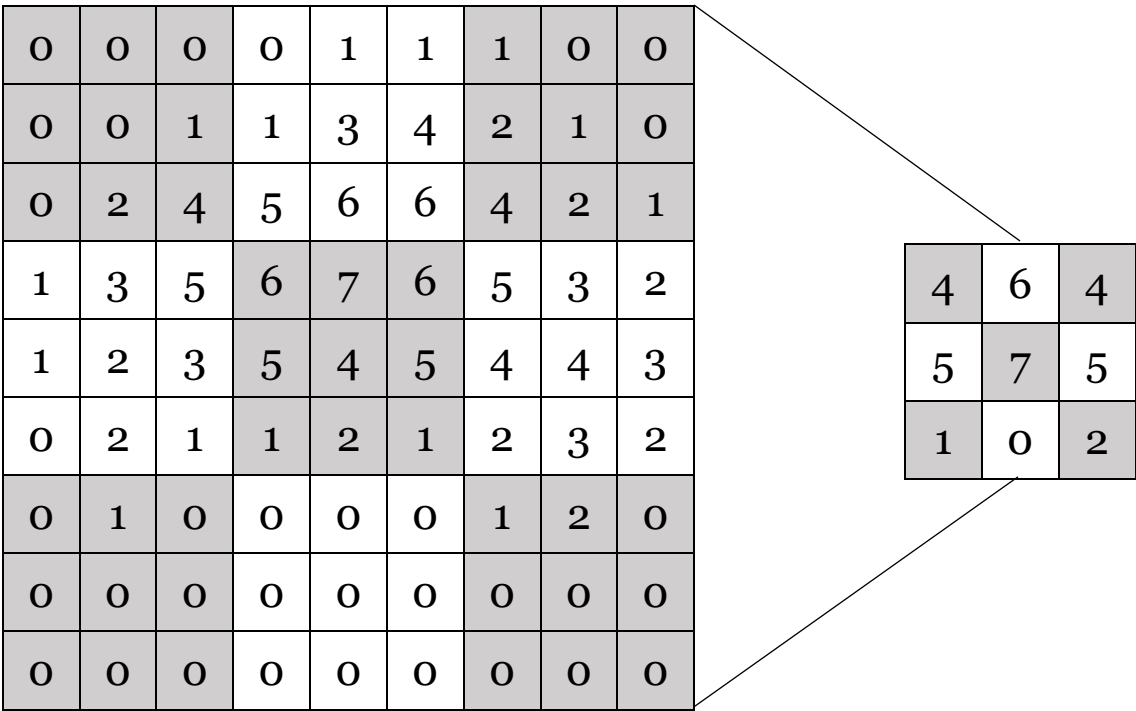 0 0 0 0 1 1 1 0 0
0 0 1 1 3 4 2 1 0
0 2 4 5 6 6 4 2 1
1 3 5 6 7 6 5 3 2
4 6 4
1 2 3 5 4 5 4 4 3
5 7 5
0 2 1 1 2 1 2 3 2
1 0 2
0 1 0 0 0 0 1 2 0
0 0 0 0 0 0 0 0 0
0 0 0 0 0 0 0 0 0